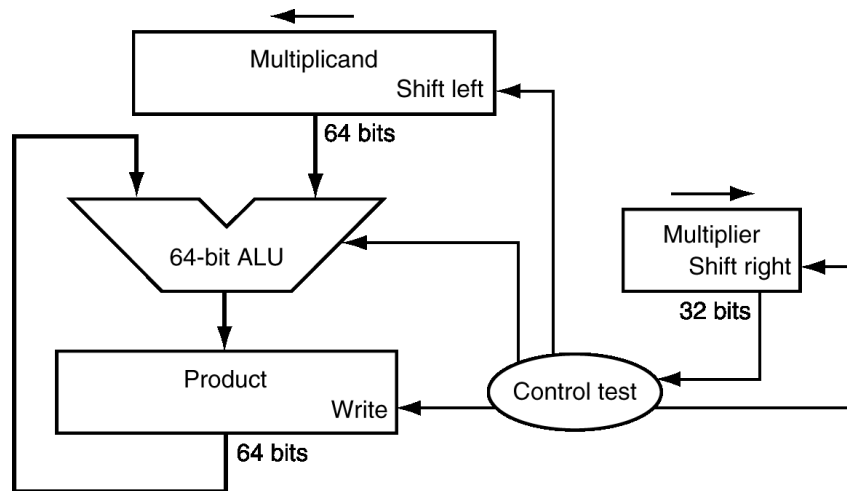 Multiplicand
Shift left
64 bits
64-bit ALU
Multiplier
Shift right
32 bits
Product
Write
Control test
64 bits